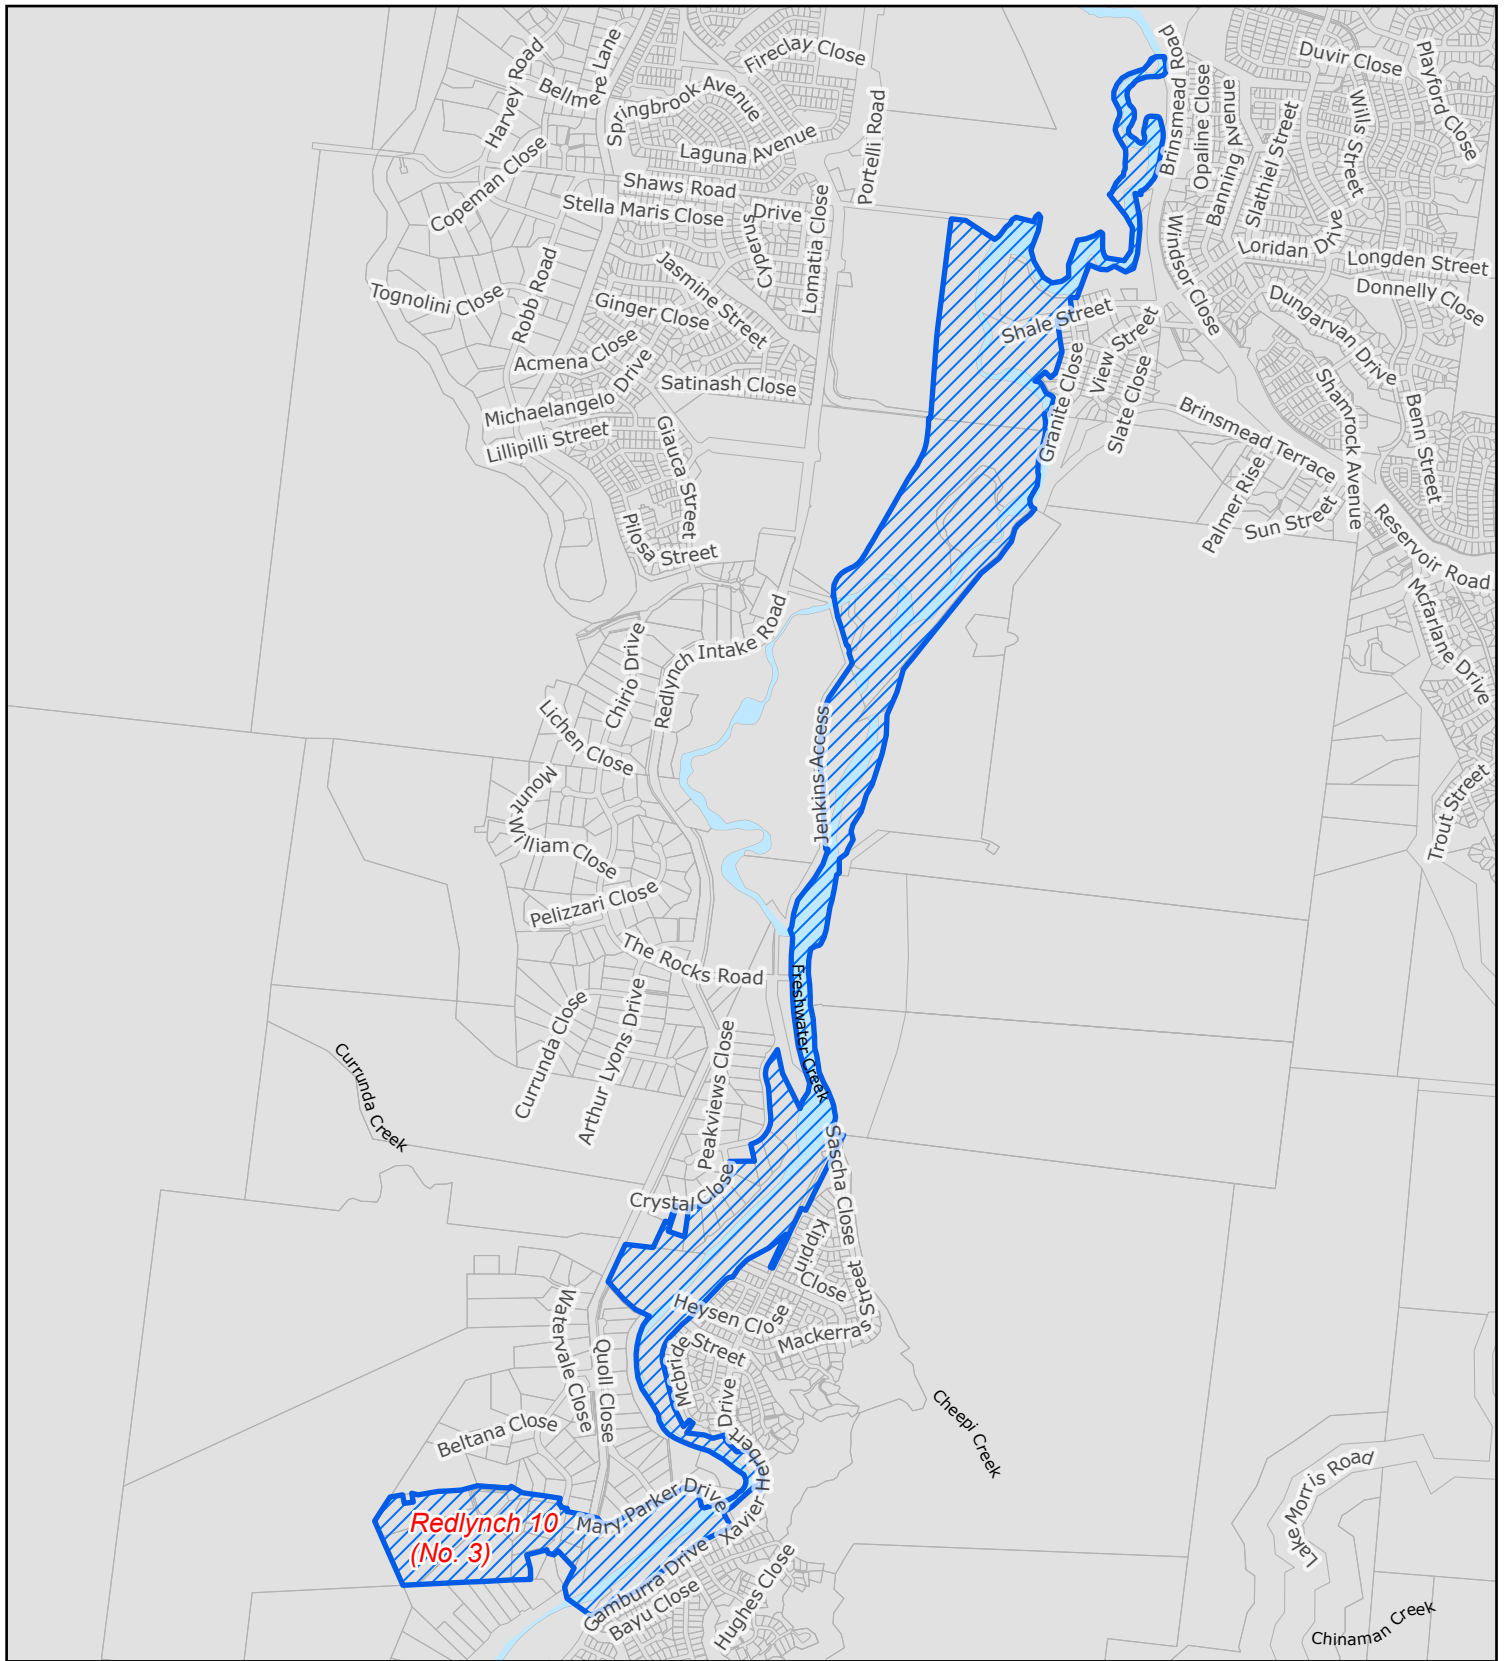 Harvey Road
Bellmere Lane
Fireclay Close
Springbrook Avenue
Brinsmead Road
Duvir Close
Playford Close
Opaline Close
Banning Avenue
Slathiel Street
Wills Street
Copeman Close
Laguna Avenue
Portelli Road
Shaws Road
Stella Maris Close
Cyperus
Drive
Lomatia Close
Windsor Close
Loridan Drive
Longden Street
Donnelly Close
Tognolini Close
Robb Road
Jasmine Street
Ginger Close
Shale Street
View Street
Granite Close
Slate Close
Dungarvan Drive
Acmena Close
Michaelangelo Drive
Satinash Close
Lillipilli Street
Giauca Street
Shamrock Avenue
Benn Street
Brinsmead Terrace
Palmer Rise
Sun Street
Pilosa Street
Reservoir Road
Mcfarlane Drive
Chirio Drive
Redlynch Intake Road
Lichen Close
Jenkins Access
Mount William Close
Trout Street
Pelizzari Close
The Rocks Road
Freshwater Creek
Currunda Close
Arthur Lyons Drive
Peakviews Close
Currunda Creek
Crystal Close
Sascha Close
Kippin Close
Heysen Close
Mackerras Street
Mcbride Street
Watervale Close
Quoll Close
Beltana Close
Herbert Drive
Xavier
Cheepi Creek
Mary Parker Drive
Redlynch 10
(No. 3)
Gamburra Drive
Bayu Close
Hughes Close
Lake Morris Road
Chinaman Creek